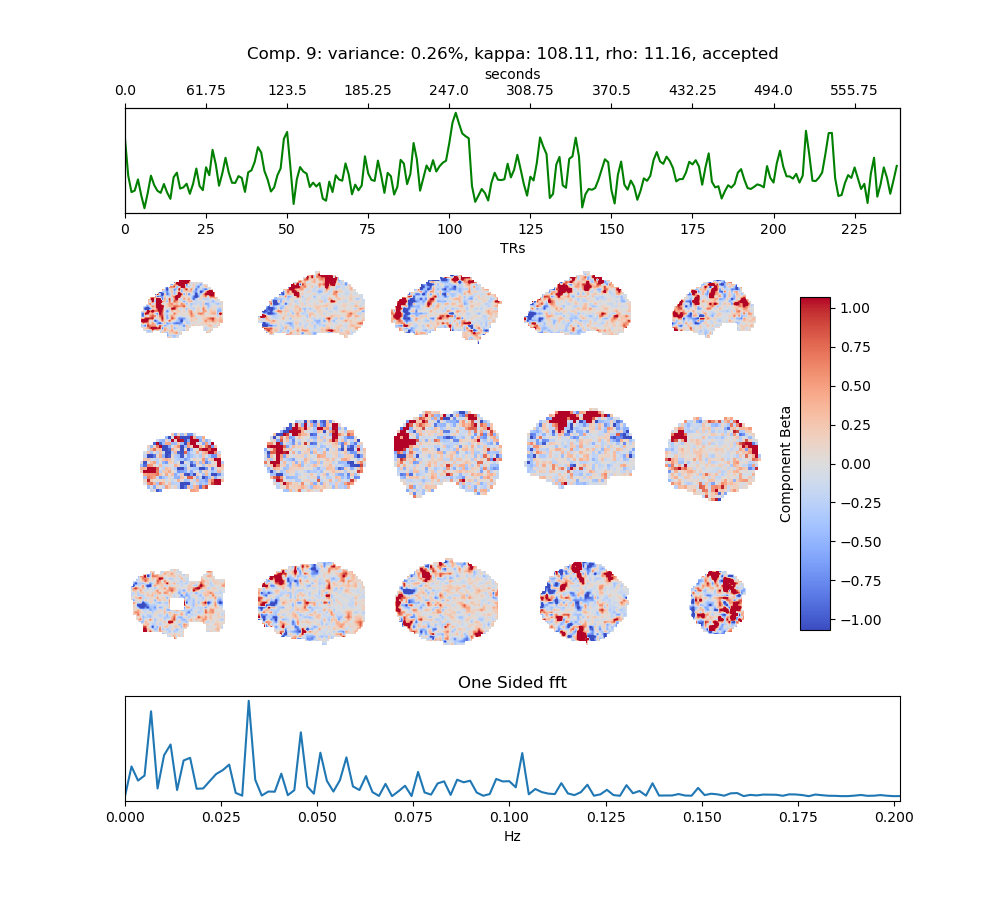 Comp. 9: variance: 0.26%, kappa: 108.11, rho: 11.16, accepted
seconds
0.0 61.75 123.5 185.25 247.0 308.75 370.5 432.25 494.0 555.75
0 25 50 75 100 125 150 175 200 225
TRs
1.00
0.75
0.50
0.25
0.00
−0.25
−0.50
−0.75
−1.00
Component Beta
One Sided fft
0.000 0.025 0.050 0.075 0.100 0.125 0.150 0.175 0.200
Hz